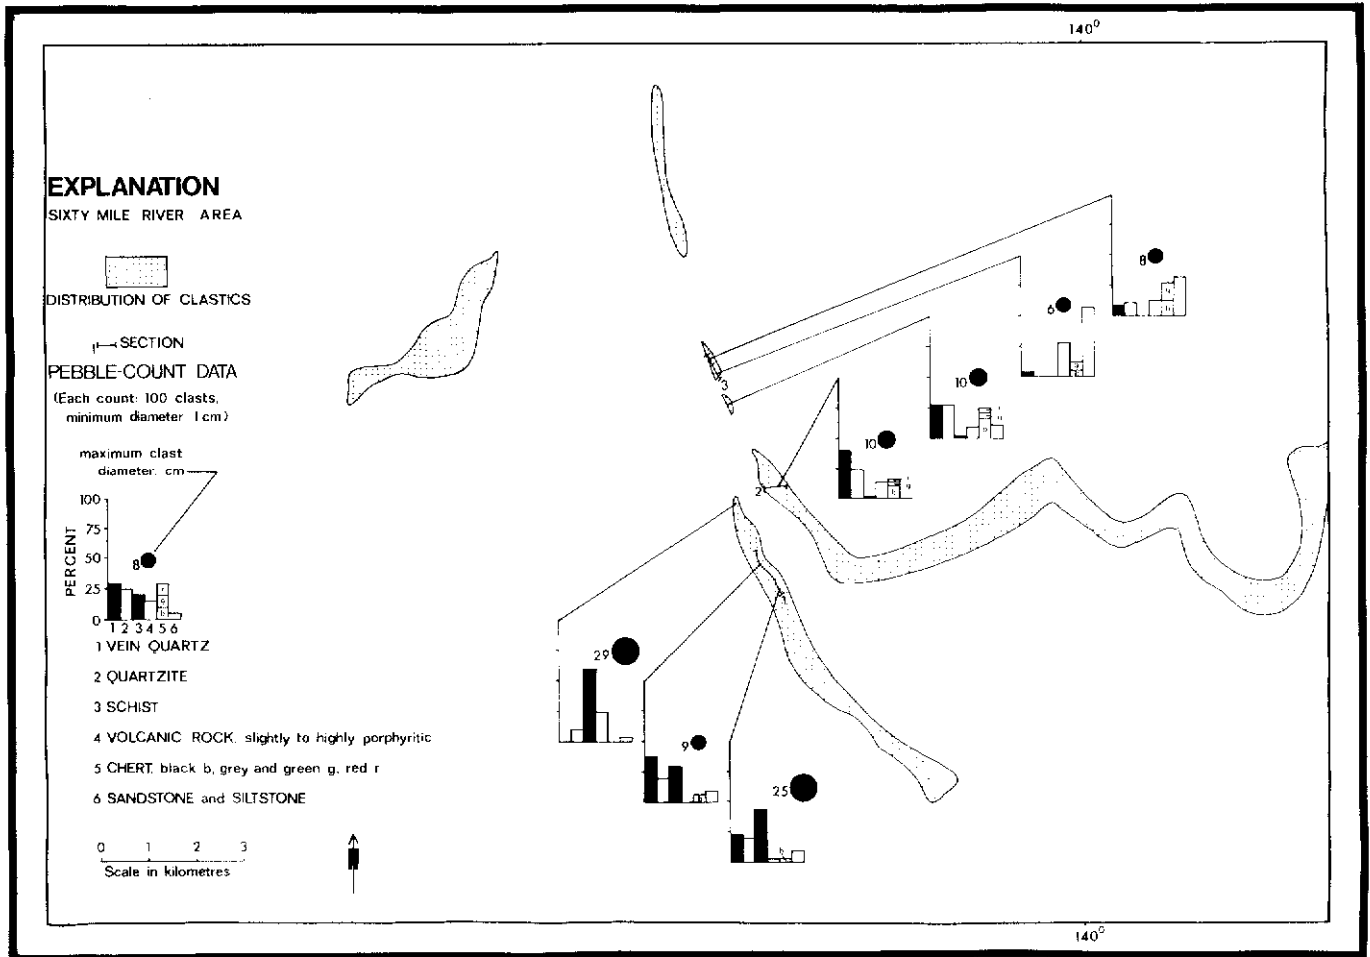 140⁰
EXPLANATION
SIXTY MILE RIVER AREA
DISTRIBUTION OF CLASTICS
1 SECTION
PEBBLE-COUNT DATA
(Each count: 100 clasts,
minimum diameter 1 cm)
maximum clast
diameter, cm
100
75
50
25
0
PERCENT
8
r
g
b
1 2 3 4 5 6
1 VEIN QUARTZ
2 QUARTZITE
3 SCHIST
4 VOLCANIC ROCK, slightly to highly porphyritic
5 CHERT, black b, grey and green g, red r
6 SANDSTONE and SILTSTONE
0 1 2 3
Scale in kilometres
8
6
10
10
3
2
1
29
9
25
b
140⁰